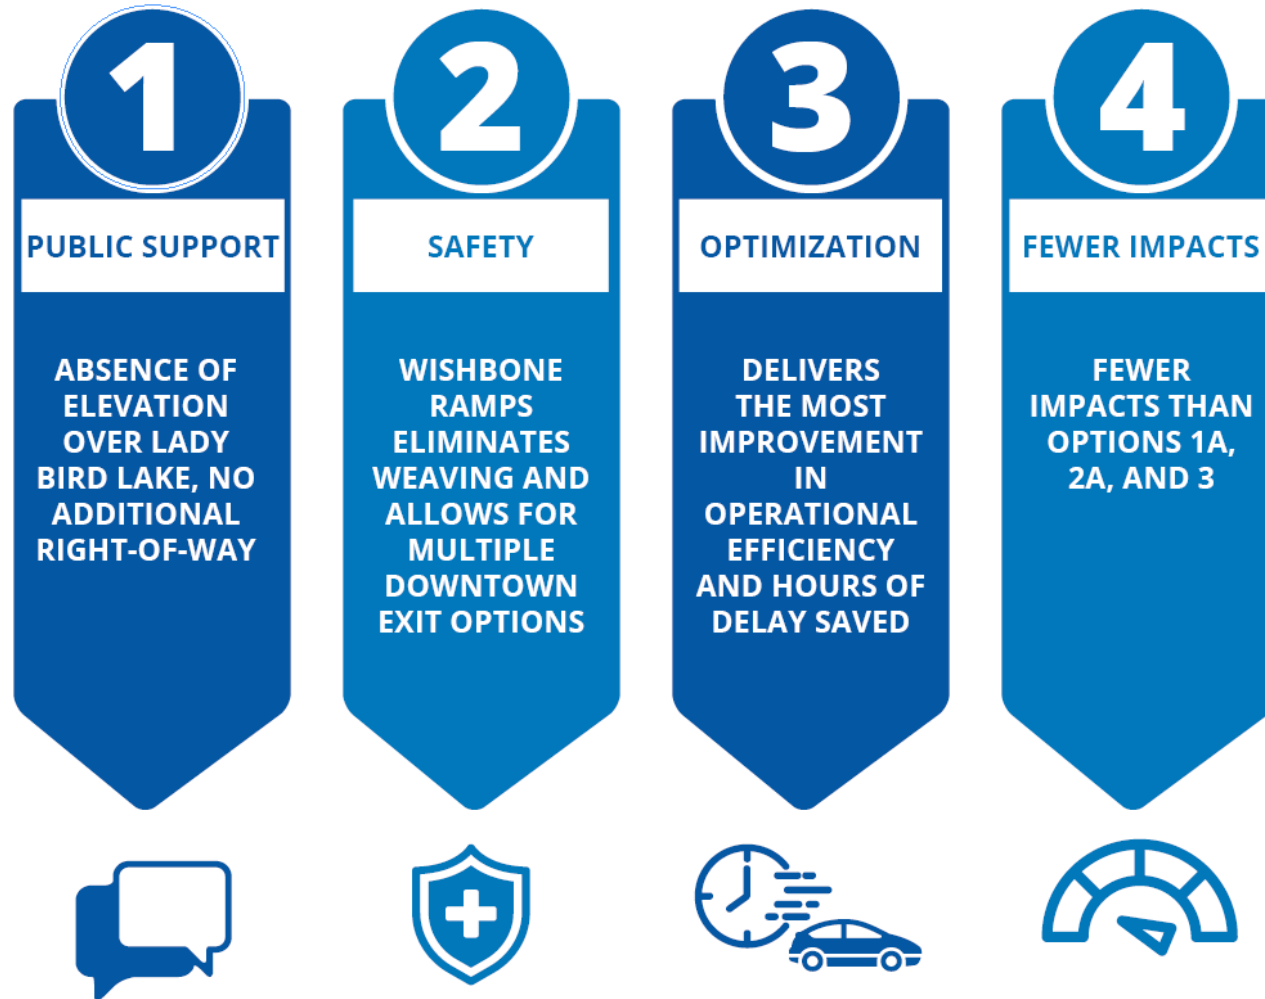 1
PUBLIC SUPPORT
ABSENCE OF
ELEVATION
OVER LADY
BIRD LAKE, NO
ADDITIONAL
RIGHT-OF-WAY
2
SAFETY
WISHBONE
RAMPS
ELIMINATES
WEAVING AND
ALLOWS FOR
MULTIPLE
DOWNTOWN
EXIT OPTIONS
3
OPTIMIZATION
DELIVERS
THE MOST
IMPROVEMENT
IN
OPERATIONAL
EFFICIENCY
AND HOURS OF
DELAY SAVED
4
FEWER IMPACTS
FEWER
IMPACTS THAN
OPTIONS 1A,
2A, AND 3